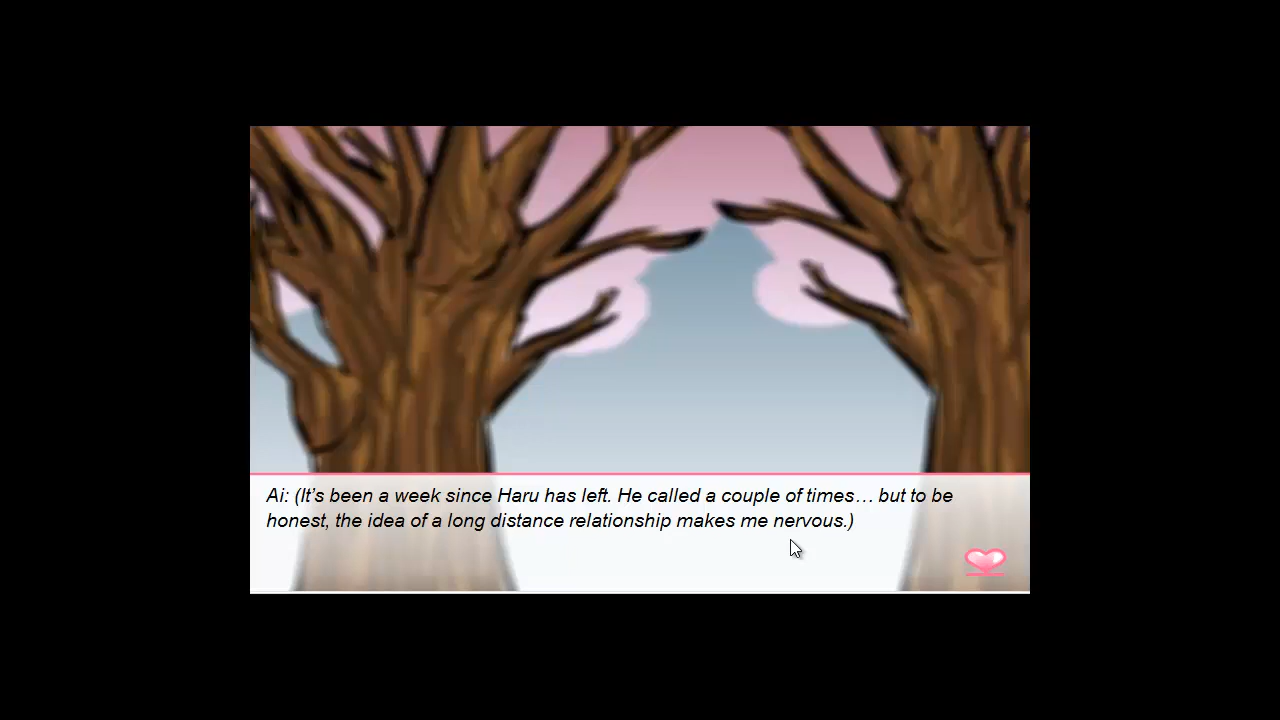 Ai: (It’s been a week since Haru has left. He called a couple of times… but to be
honest, the idea of a long distance relationship makes me nervous.)